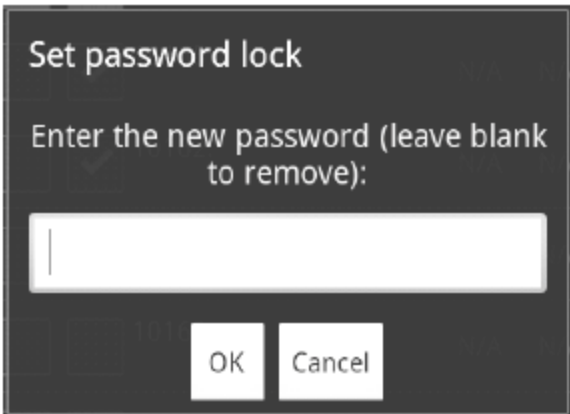 Set password lock
Enter the new password (leave blank
to remove):
OK
Cancel